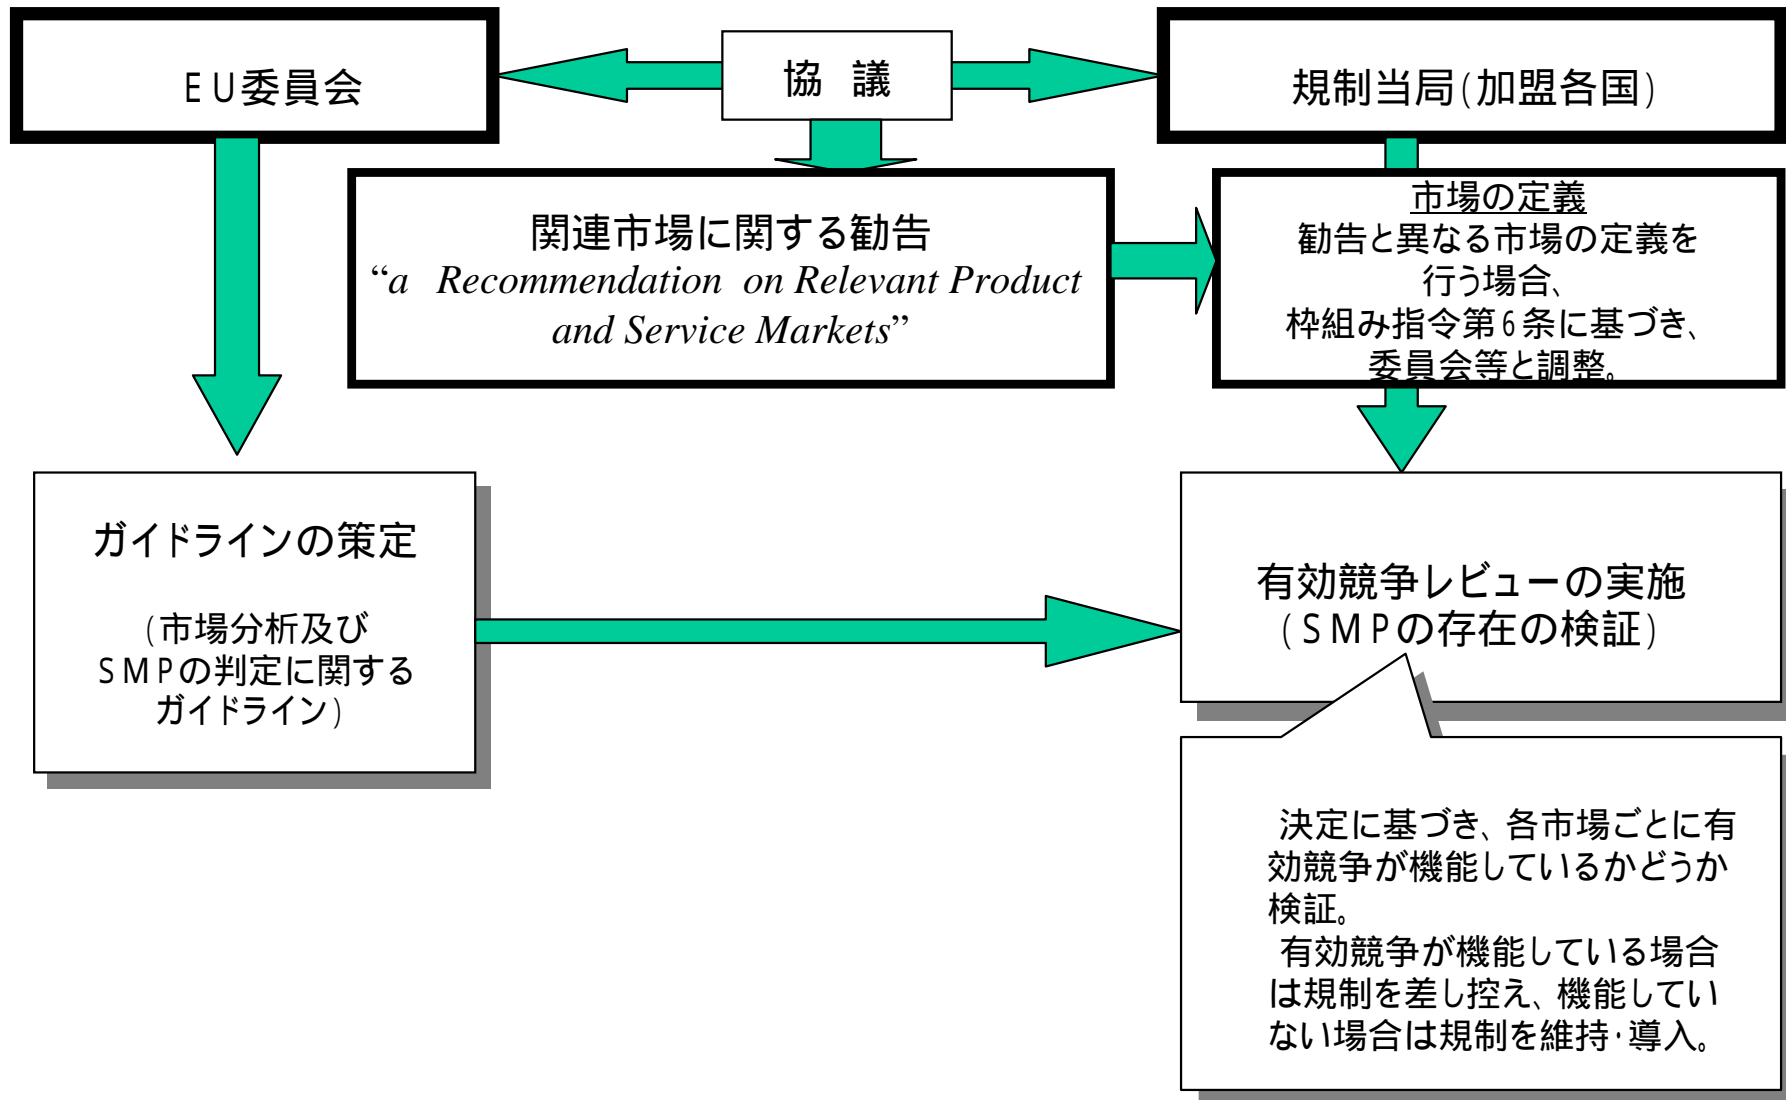 ＥＵ委員会
協　議
規制当局(加盟各国)
関連市場に関する勧告
“a Recommendation on Relevant Product
and Service Markets”
市場の定義
勧告と異なる市場の定義を
行う場合、
枠組み指令第6条に基づき、
委員会等と調整。
ガイドラインの策定
(市場分析及び
ＳＭＰの判定に関する
ガイドライン)
有効競争レビューの実施
(ＳＭＰの存在の検証)
決定に基づき、各市場ごとに有
効競争が機能しているかどうか
検証。
有効競争が機能している場合
は規制を差し控え、機能してい
ない場合は規制を維持・導入。